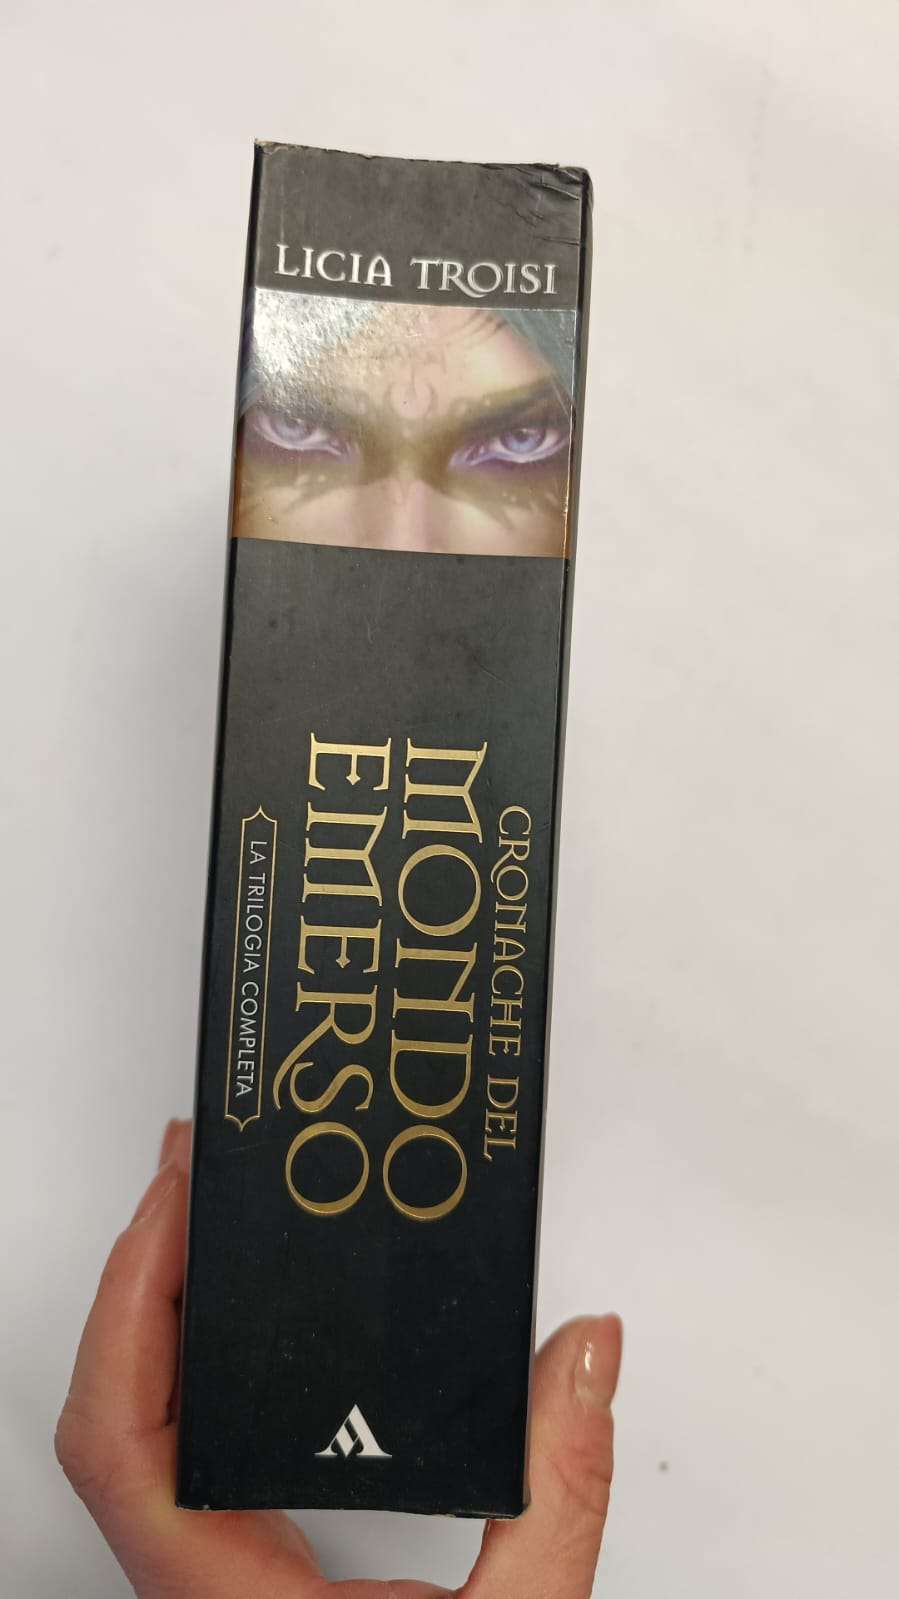 LICIA TROISI
CRONACHE DEL
MONDO
EMERSO
LA TRILOGIA COMPLETA